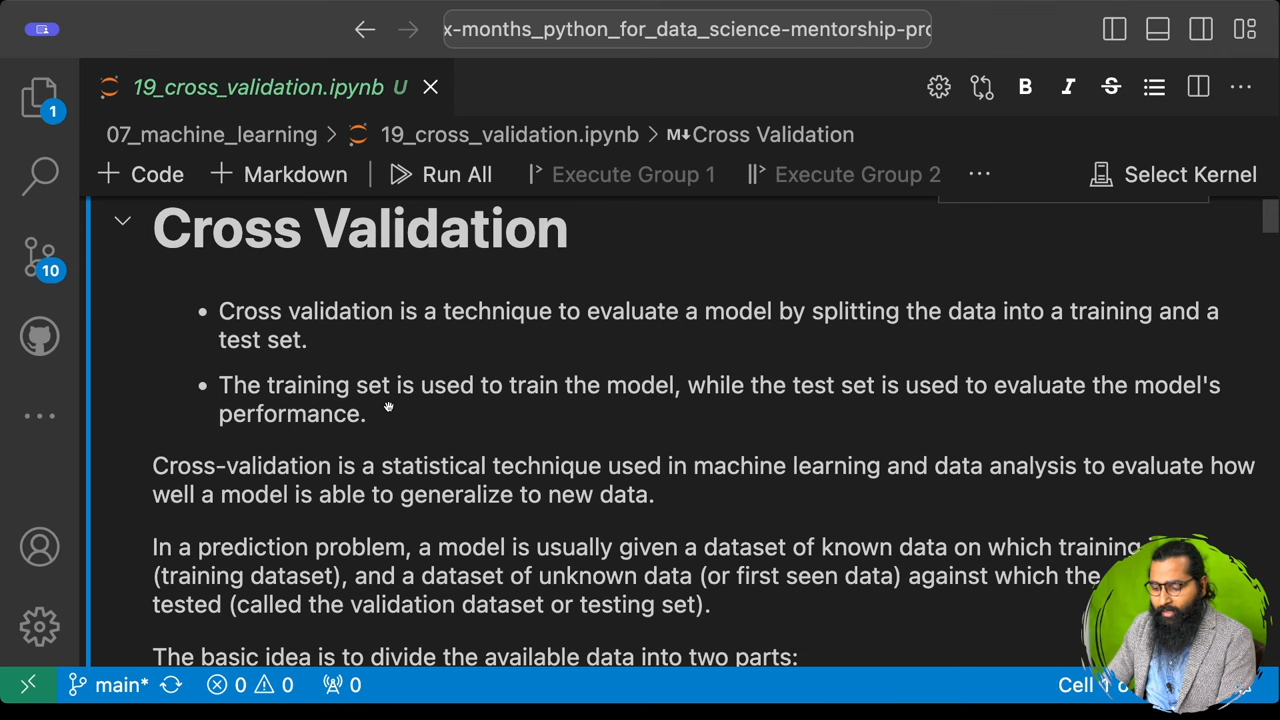 x-months_python_for_data_science-mentorship-pro
19_cross_validation.ipynb U
B I S
1
07_machine_learning > 19_cross_validation.ipynb > M↓Cross Validation
+ Code + Markdown | Run All Execute Group 1 Execute Group 2 ... Select Kernel
Cross Validation
10
• Cross validation is a technique to evaluate a model by splitting the data into a training and a
test set.
• The training set is used to train the model, while the test set is used to evaluate the model's
performance.
Cross-validation is a statistical technique used in machine learning and data analysis to evaluate how
well a model is able to generalize to new data.
In a prediction problem, a model is usually given a dataset of known data on which training
(training dataset), and a dataset of unknown data (or first seen data) against which the
tested (called the validation dataset or testing set).
The basic idea is to divide the available data into two parts:
main* 0 0 0 Cell 1 o